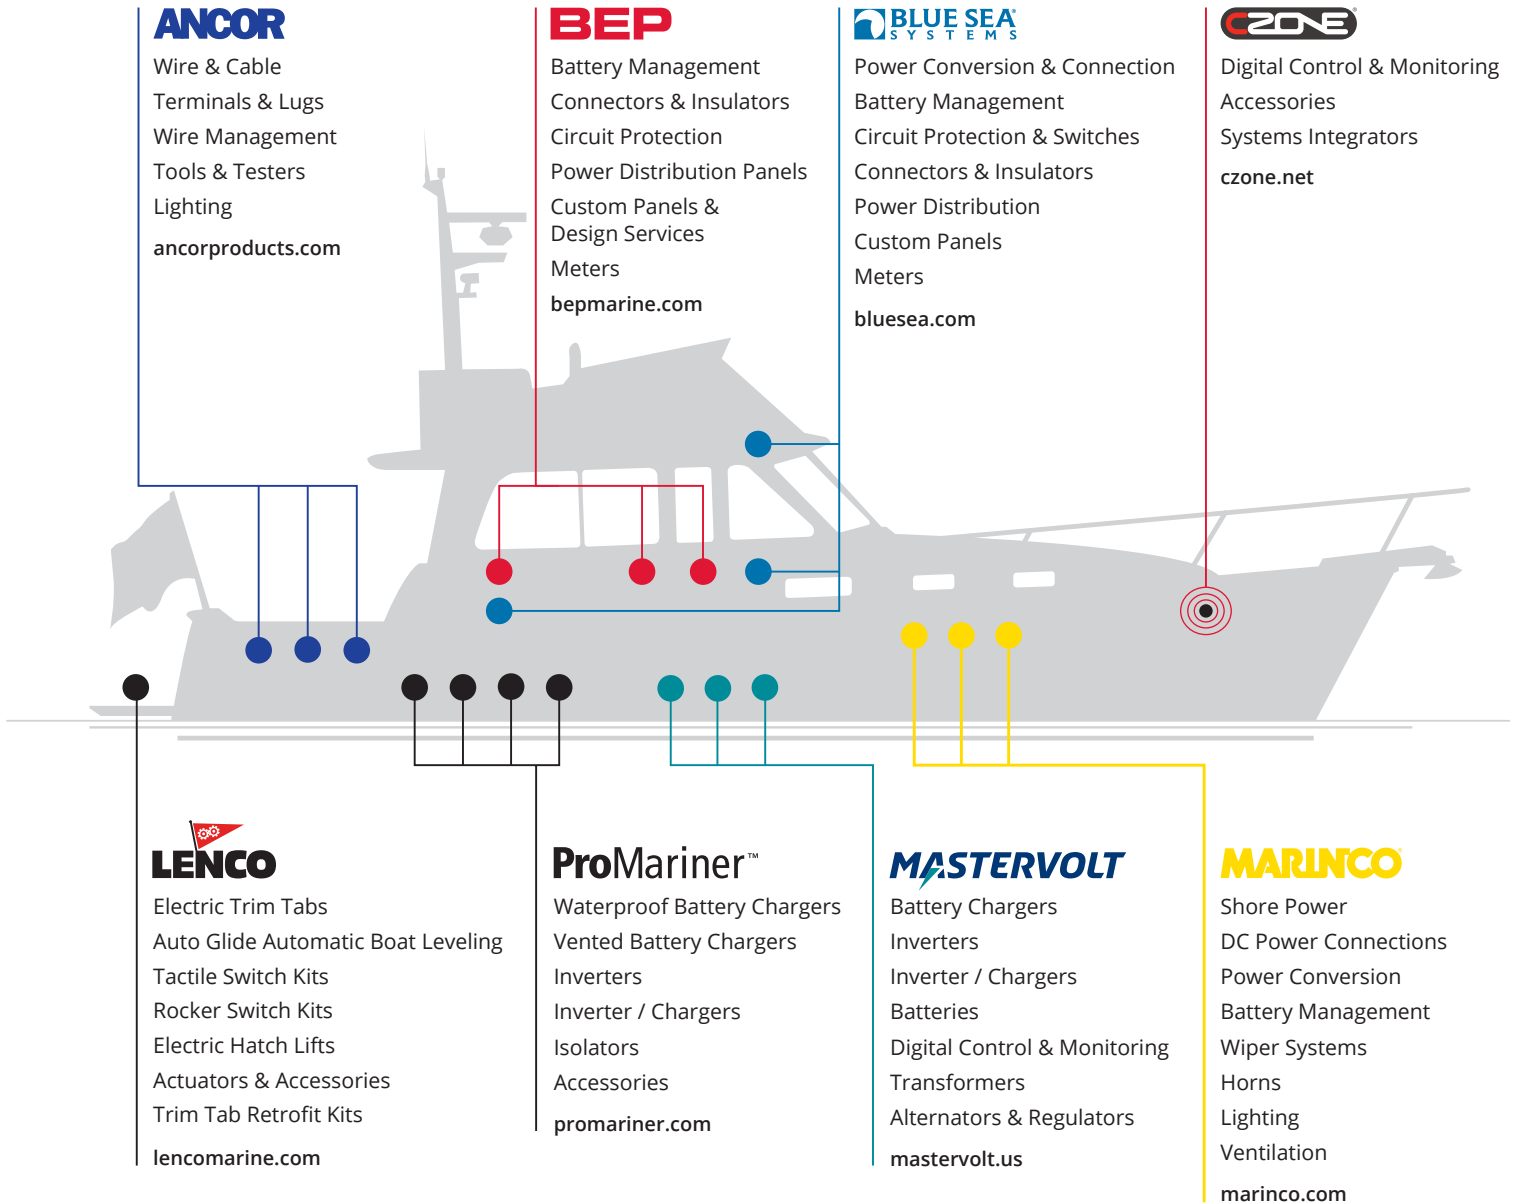 ANCOR
Wire & Cable
Terminals & Lugs
Wire Management
Tools & Testers
Lighting
ancorproducts.com
BEP
Battery Management
Connectors & Insulators
Circuit Protection
Power Distribution Panels
Custom Panels &
Design Services
Meters
bepmarine.com
BLUE SEA®
SYSTEMS
Power Conversion & Connection
Battery Management
Circuit Protection & Switches
Connectors & Insulators
Power Distribution
Custom Panels
Meters
bluesea.com
CZONE®
Digital Control & Monitoring
Accessories
Systems Integrators
czone.net
LENCO
Electric Trim Tabs
Auto Glide Automatic Boat Leveling
Tactile Switch Kits
Rocker Switch Kits
Electric Hatch Lifts
Actuators & Accessories
Trim Tab Retrofit Kits
lencomarine.com
ProMariner™
Waterproof Battery Chargers
Vented Battery Chargers
Inverters
Inverter / Chargers
Isolators
Accessories
promariner.com
MASTERVOLT
Battery Chargers
Inverters
Inverter / Chargers
Batteries
Digital Control & Monitoring
Transformers
Alternators & Regulators
mastervolt.us
MARINCO®
Shore Power
DC Power Connections
Power Conversion
Battery Management
Wiper Systems
Horns
Lighting
Ventilation
marinco.com